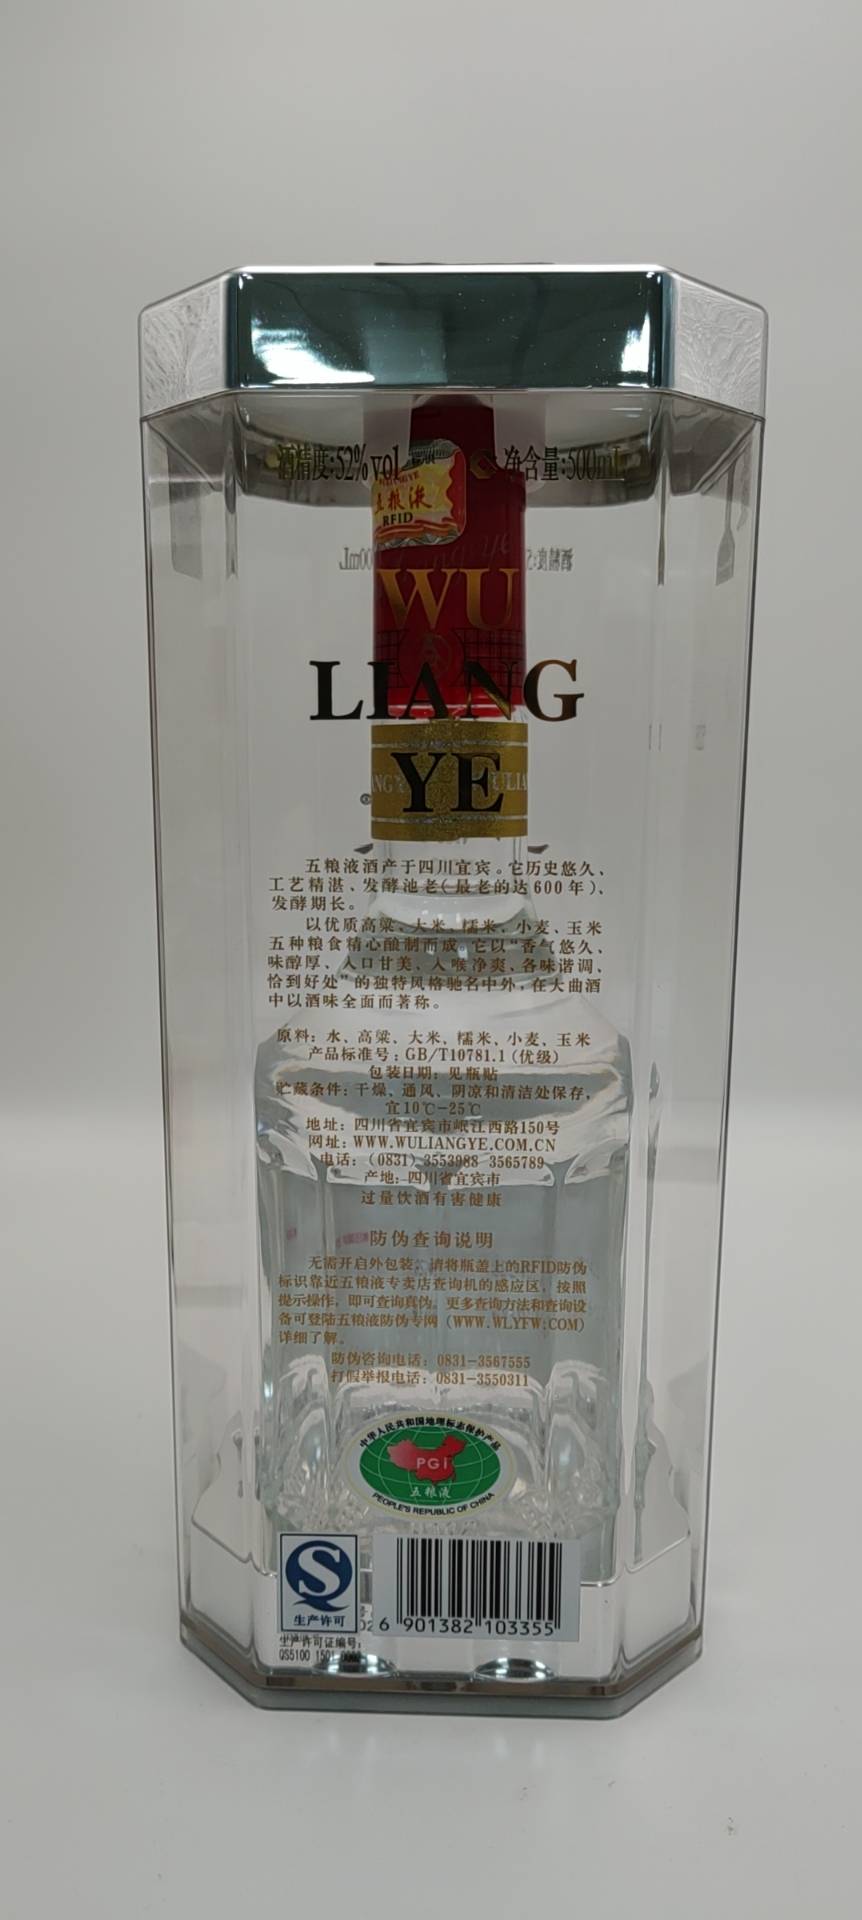 酒精度:52%vol 净含量:500mL
五粮液
RFID
WU
LIANG
YE
五粮液酒产于四川宜宾。它历史悠久、
工艺精湛、发酵池老(最老的达600年)、
发酵期长。
以优质高粱、大米、糯米、小麦、玉米
五种粮食精心酿制而成。它以“香气悠久、
味醇厚、入口甘美、入喉净爽、各味谐调、
恰到好处”的独特风格驰名中外,在大曲酒
中以酒味全面而著称。
原料: 水、高粱、大米、糯米、小麦、玉米
产品标准号: GB/T10781.1(优级)
包装日期: 见瓶贴
贮藏条件: 干燥、通风、阴凉和清洁处保存,
宜10℃-25℃
地址: 四川省宜宾市岷江西路150号
网址: WWW.WULIANGYE.COM.CN
电话: (0831) 3553988 3565789
产地: 四川省宜宾市
过量饮酒有害健康
防伪查询说明
无需开启外包装, 请将瓶盖上的RFID防伪
标识靠近五粮液专卖店查询机的感应区, 按照
提示操作, 即可查询真伪。更多查询方法和查询设
备可登陆五粮液防伪专网 (WWW.WLYFW.COM)
详细了解。
防伪咨询电话: 0831-3567555
打假举报电话: 0831-3550311
中华人民共和国地理标志保护产品
PGI
五粮液
PEOPLE'S REPUBLIC OF CHINA
生产许可
6 901382 103355
生产许可证编号:
QS5100 1501